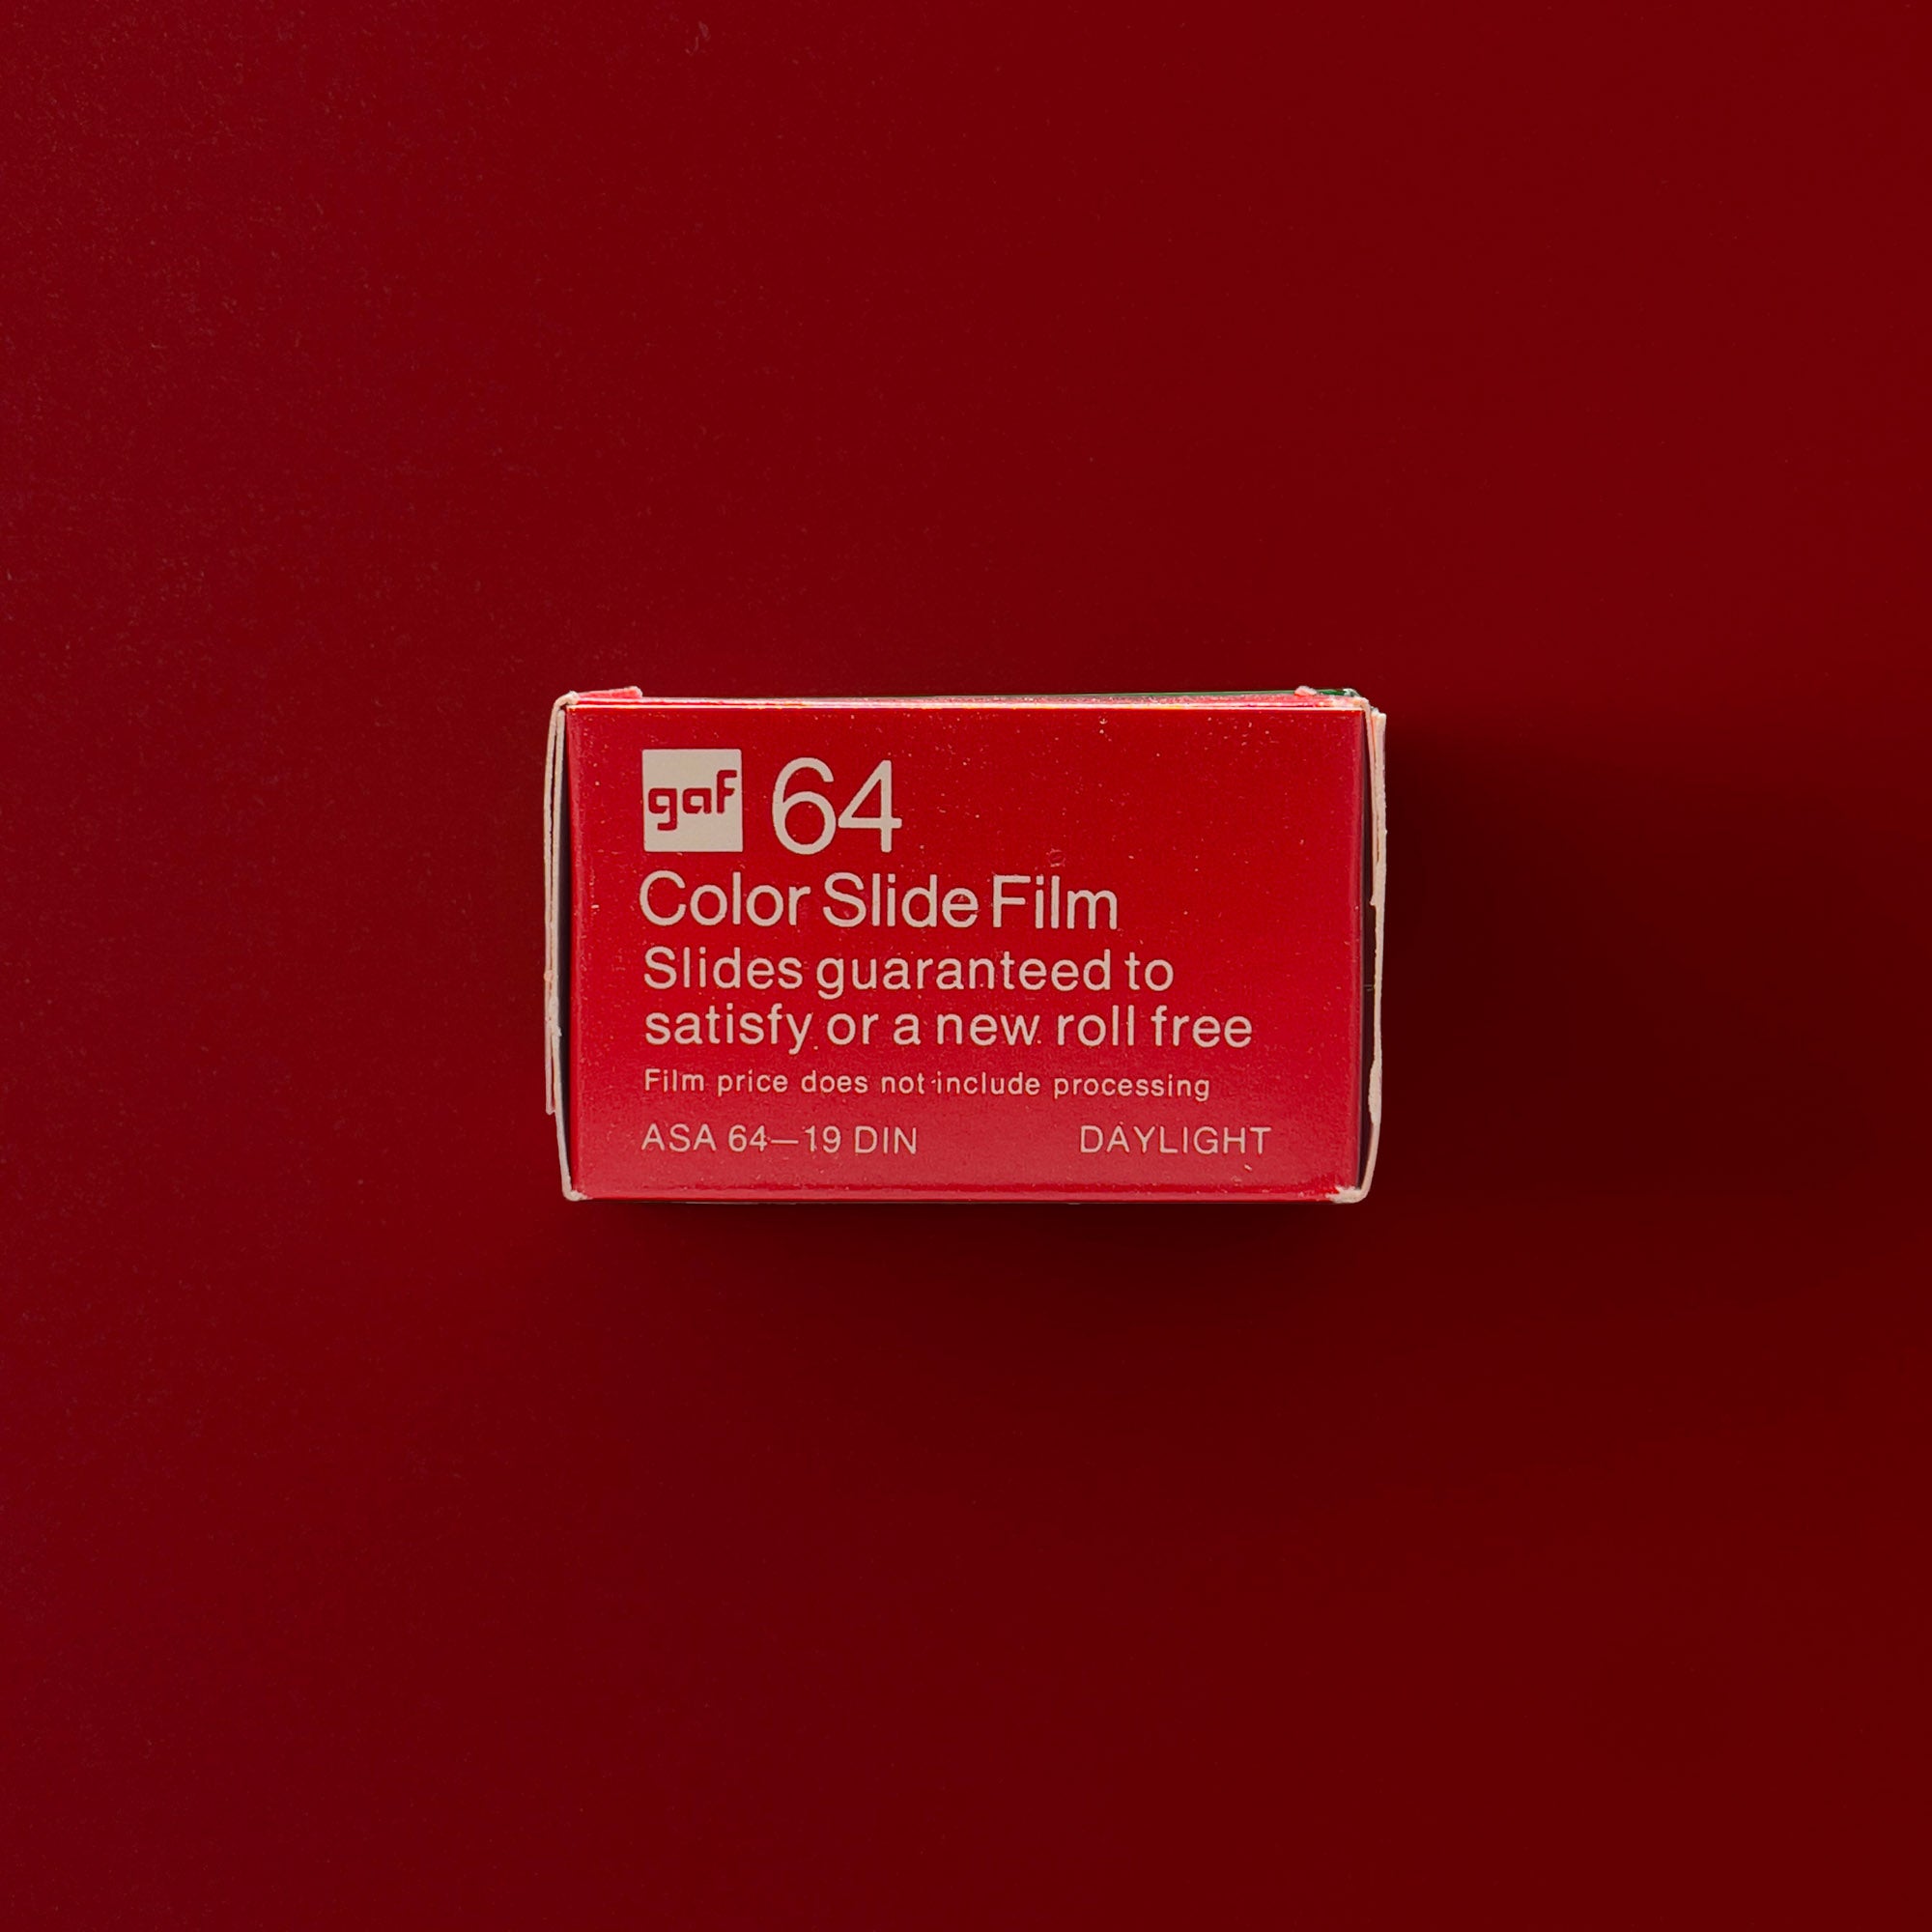 gaf 64
Color Slide Film
Slides guaranteed to
satisfy or a new roll free
Film price does not include processing
ASA 64—19 DIN DAYLIGHT